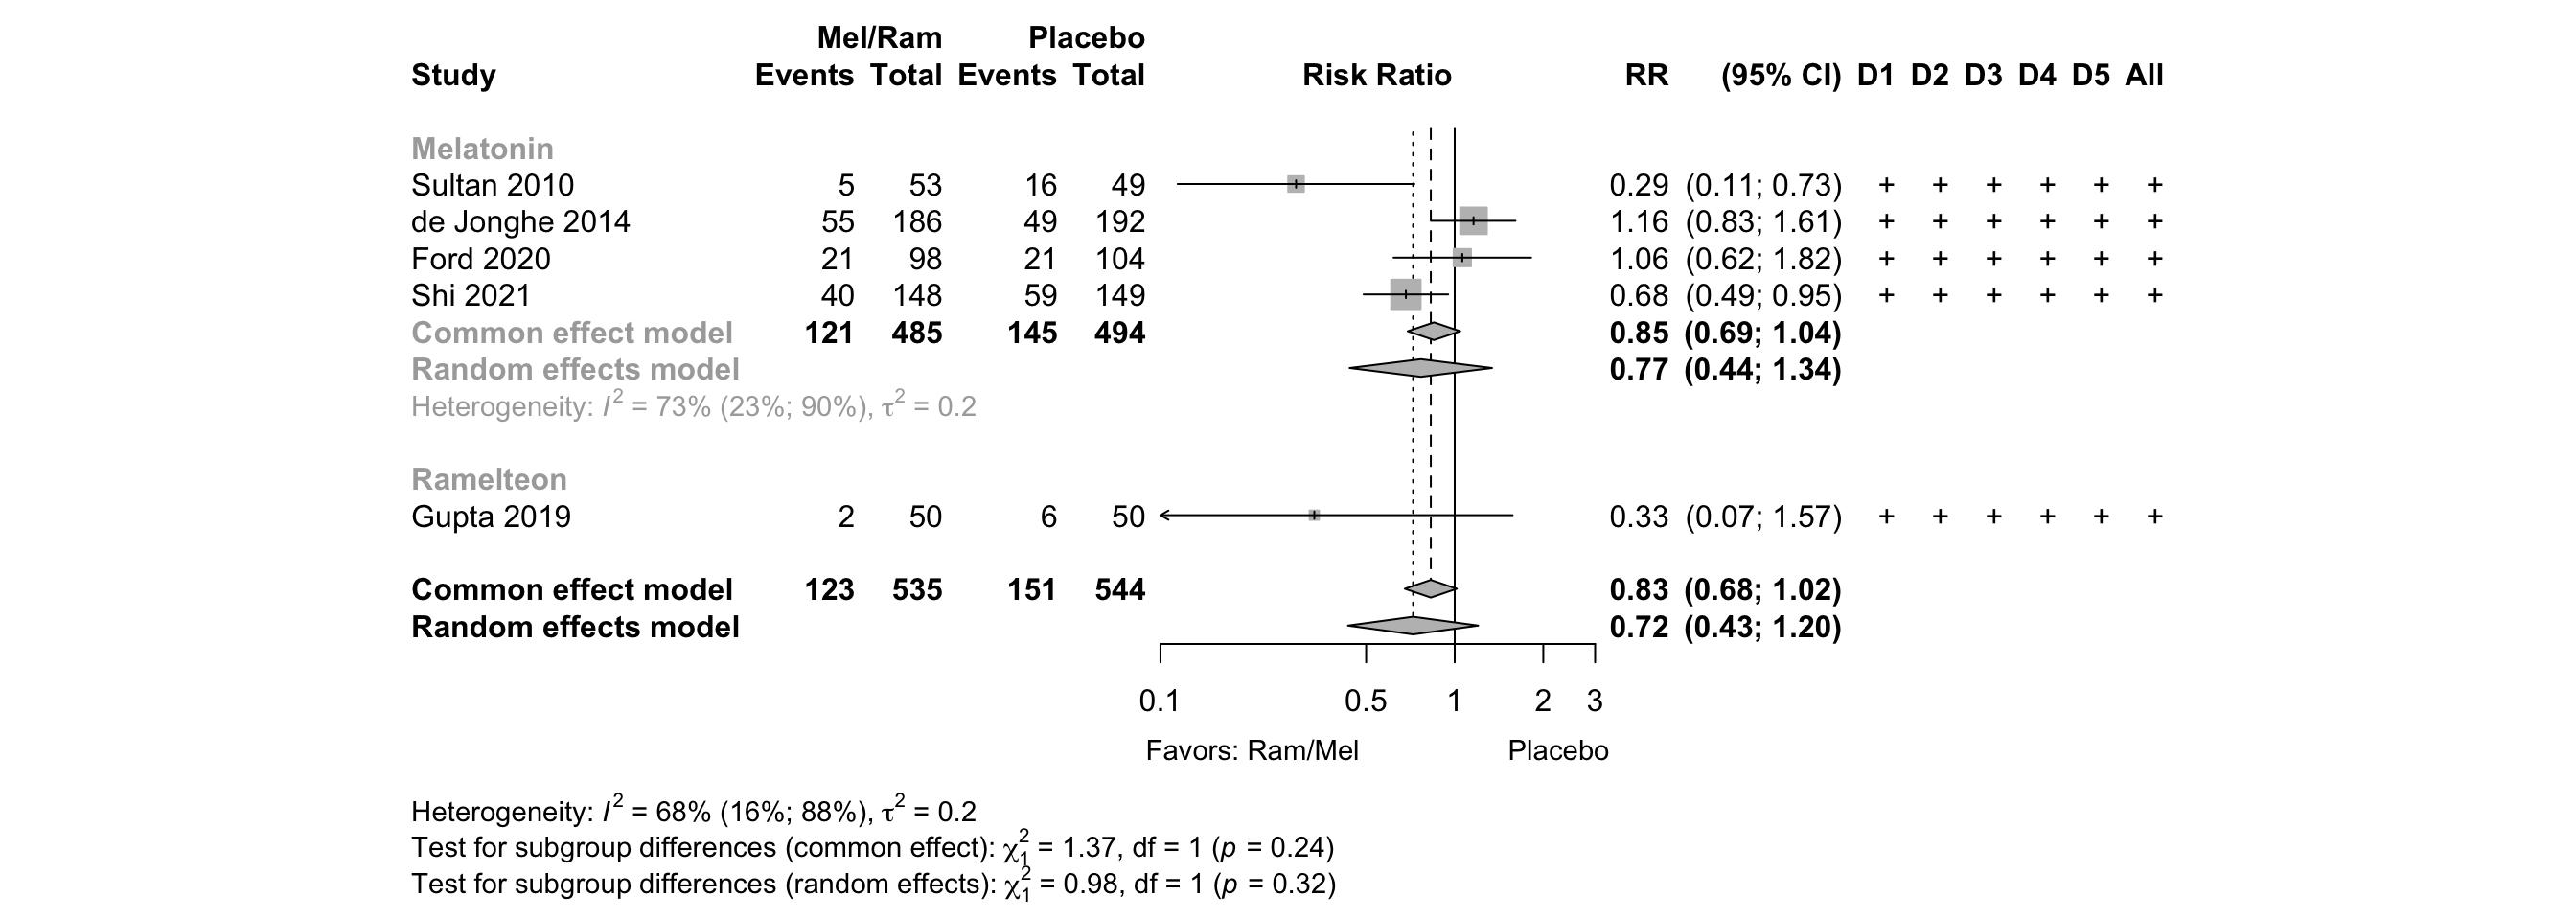 Mel/Ram Placebo
Study Events Total Events Total Risk Ratio RR (95% CI) D1 D2 D3 D4 D5 All
Melatonin
Sultan 2010 5 53 16 49 0.29 (0.11; 0.73) + + + + + +
de Jonghe 2014 55 186 49 192 1.16 (0.83; 1.61) + + + + + +
Ford 2020 21 98 21 104 1.06 (0.62; 1.82) + + + + + +
Shi 2021 40 148 59 149 0.68 (0.49; 0.95) + + + + + +
Common effect model 121 485 145 494 0.85 (0.69; 1.04)
Random effects model 0.77 (0.44; 1.34)
Heterogeneity: I² = 73% (23%; 90%), τ² = 0.2
Ramelteon
Gupta 2019 2 50 6 50 0.33 (0.07; 1.57) + + + + + +
Common effect model 123 535 151 544 0.83 (0.68; 1.02)
Random effects model 0.72 (0.43; 1.20)
0.1 0.5 1 2 3
Favors: Ram/Mel Placebo
Heterogeneity: I² = 68% (16%; 88%), τ² = 0.2
Test for subgroup differences (common effect): χ²₁ = 1.37, df = 1 (p = 0.24)
Test for subgroup differences (random effects): χ²₁ = 0.98, df = 1 (p = 0.32)